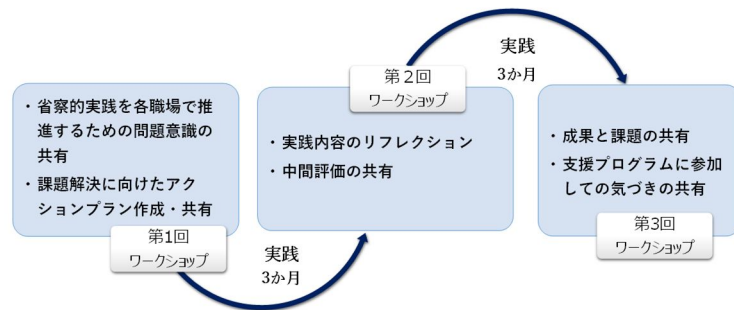 ・省察的実践を各職場で推
進するための問題意識の
共有
・課題解決に向けたアク
ションプラン作成・共有
第1回
ワークショップ
実践
3か月
第２回
ワークショップ
・実践内容のリフレクション
・中間評価の共有
実践
3か月
・成果と課題の共有
・支援プログラムに参加
しての気づきの共有
第3回
ワークショップ